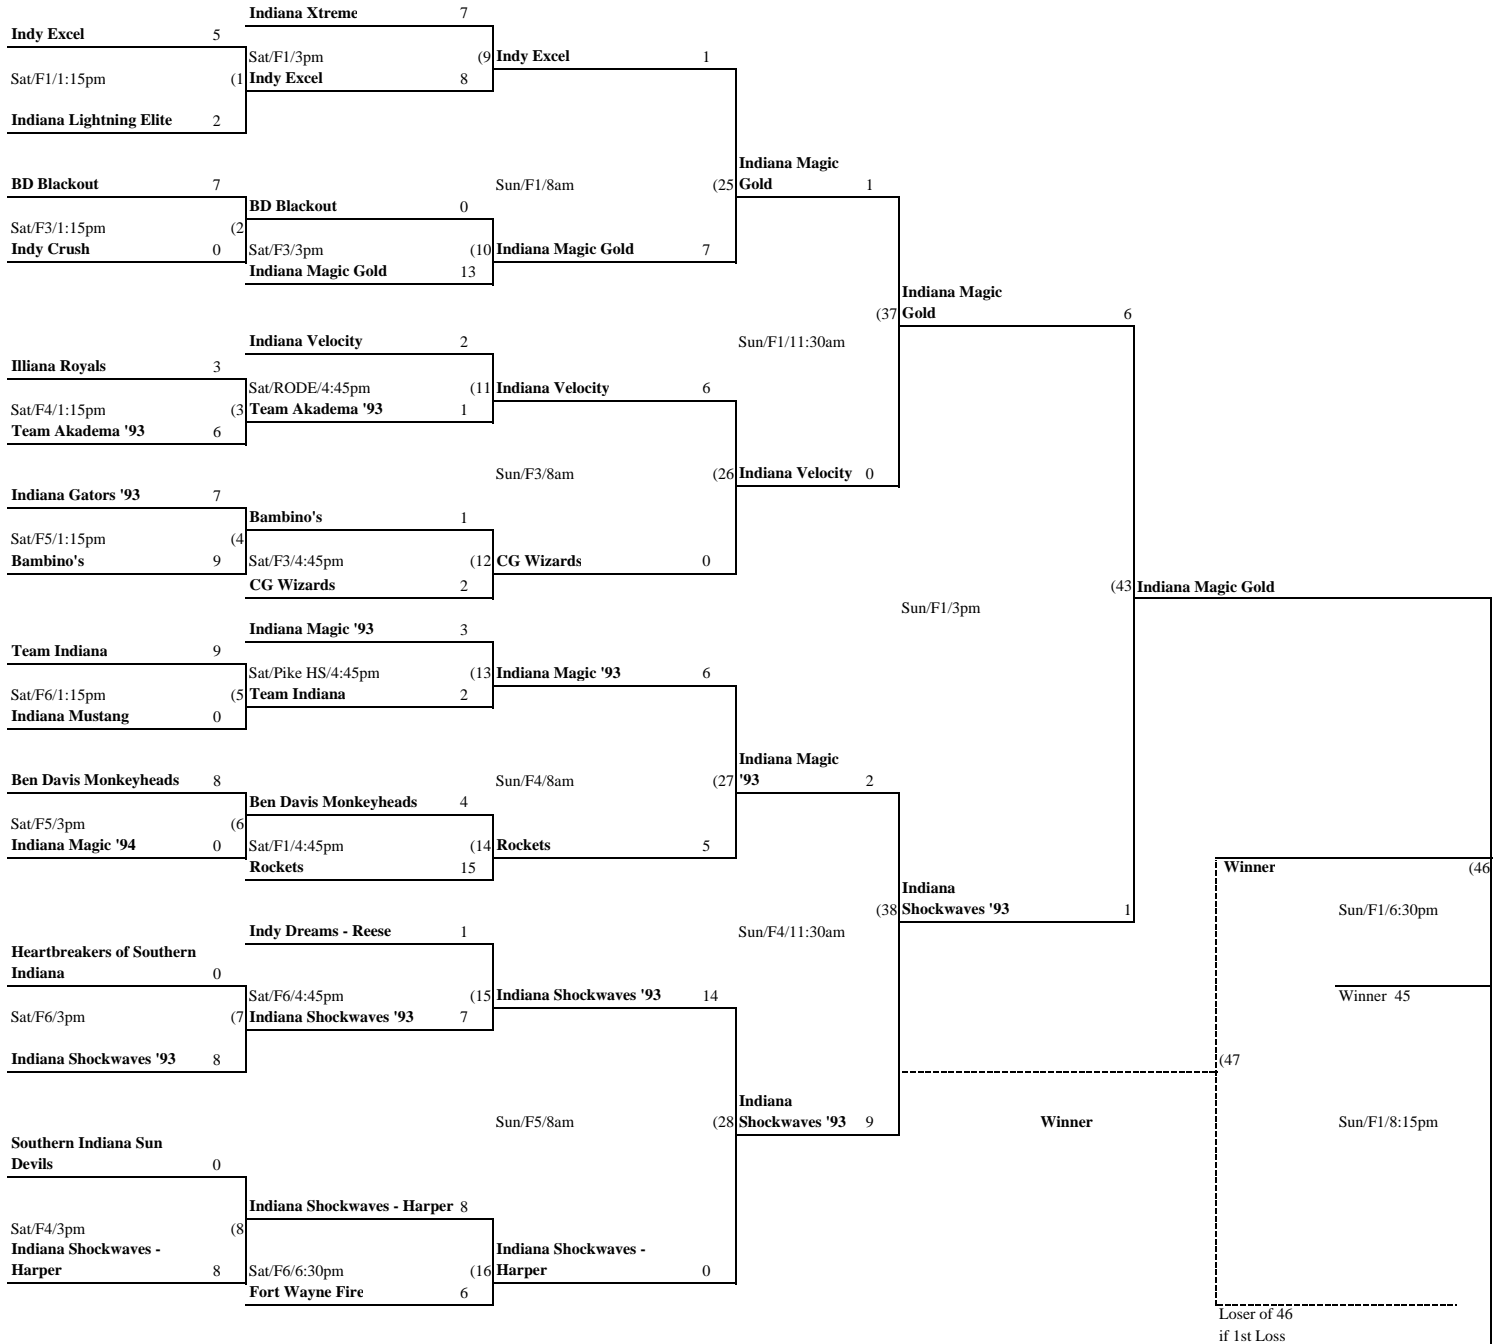 Indiana Xtreme 7
Indy Excel 5
Sat/F1/3pm (9 Indy Excel 1
Sat/F1/1:15pm (1 Indy Excel 8
Indiana Lightning Elite 2
Indiana Magic
BD Blackout 7 Sun/F1/8am (25 Gold 1
BD Blackout 0
Sat/F3/1:15pm (2
Indy Crush 0 Sat/F3/3pm (10 Indiana Magic Gold 7
Indiana Magic Gold 13
Indiana Magic
(37 Gold 6
Indiana Velocity 2 Sun/F1/11:30am
Illiana Royals 3
Sat/RODE/4:45pm (11 Indiana Velocity 6
Sat/F4/1:15pm (3 Team Akadema '93 1
Team Akadema '93 6
Sun/F3/8am (26 Indiana Velocity 0
Indiana Gators '93 7
Bambino's 1
Sat/F5/1:15pm (4
Bambino's 9 Sat/F3/4:45pm (12 CG Wizards 0
CG Wizards 2 (43 Indiana Magic Gold
Sun/F1/3pm
Indiana Magic '93 3
Team Indiana 9
Sat/Pike HS/4:45pm (13 Indiana Magic '93 6
Sat/F6/1:15pm (5 Team Indiana 2
Indiana Mustang 0
Indiana Magic
Ben Davis Monkeyheads 8 Sun/F4/8am (27 '93 2
Ben Davis Monkeyheads 4
Sat/F5/3pm (6
Indiana Magic '94 0 Sat/F1/4:45pm (14 Rockets 5
Rockets 15 Winner (46
Indiana
(38 Shockwaves '93 1 Sun/F1/6:30pm
Indy Dreams - Reese 1 Sun/F4/11:30am
Heartbreakers of Southern
Indiana 0
Sat/F6/4:45pm (15 Indiana Shockwaves '93 14 Winner 45
Sat/F6/3pm (7 Indiana Shockwaves '93 7
Indiana Shockwaves '93 8 (47
Indiana
Sun/F5/8am (28 Shockwaves '93 9 Winner Sun/F1/8:15pm
Southern Indiana Sun
Devils 0
Indiana Shockwaves - Harper 8
Sat/F4/3pm (8
Indiana Shockwaves - Indiana Shockwaves -
Harper 8 Sat/F6/6:30pm (16 Harper 0
Fort Wayne Fire 6
Loser of 46
if 1st Loss